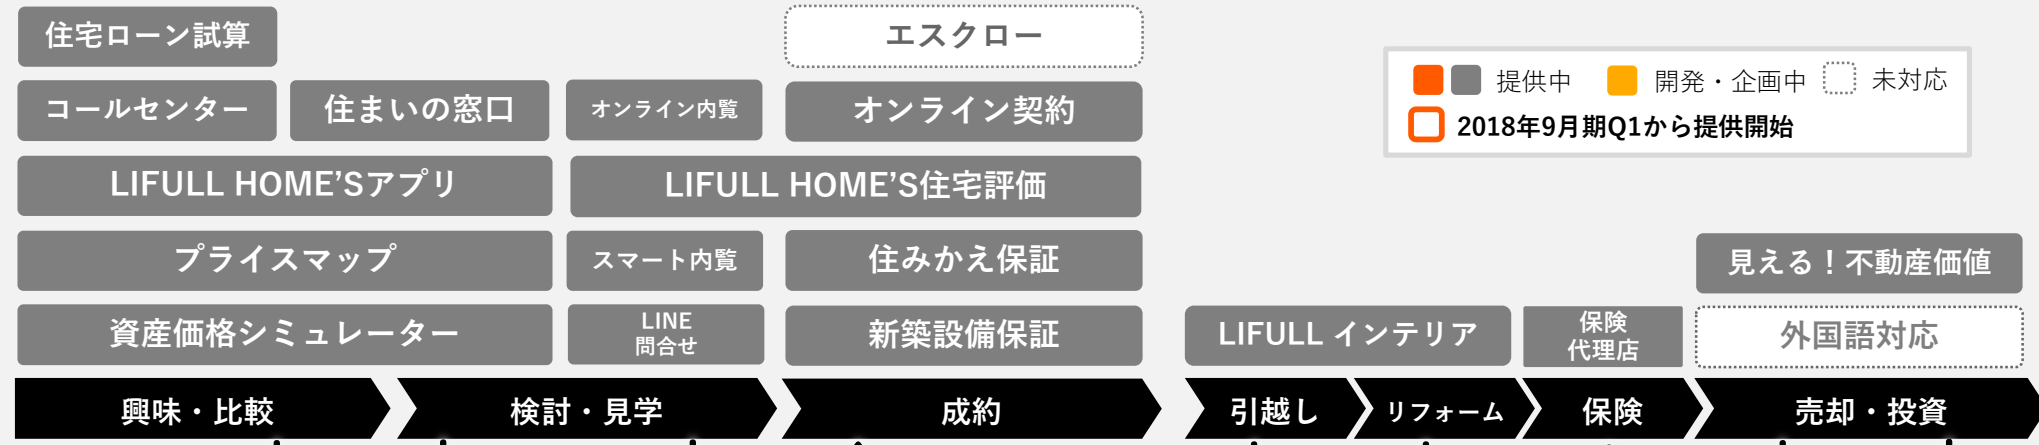 住宅ローン試算
エスクロー
コールセンター
住まいの窓口
オンライン内覧
オンライン契約
提供中
開発・企画中
未対応
2018年9月期Q1から提供開始
LIFULL HOME'Sアプリ
LIFULL HOME'S住宅評価
プライスマップ
スマート内覧
住みかえ保証
見える！不動産価値
資産価格シミュレーター
LINE
問合せ
新築設備保証
LIFULL インテリア
保険
代理店
外国語対応
興味・比較
検討・見学
成約
引越し
リフォーム
保険
売却・投資